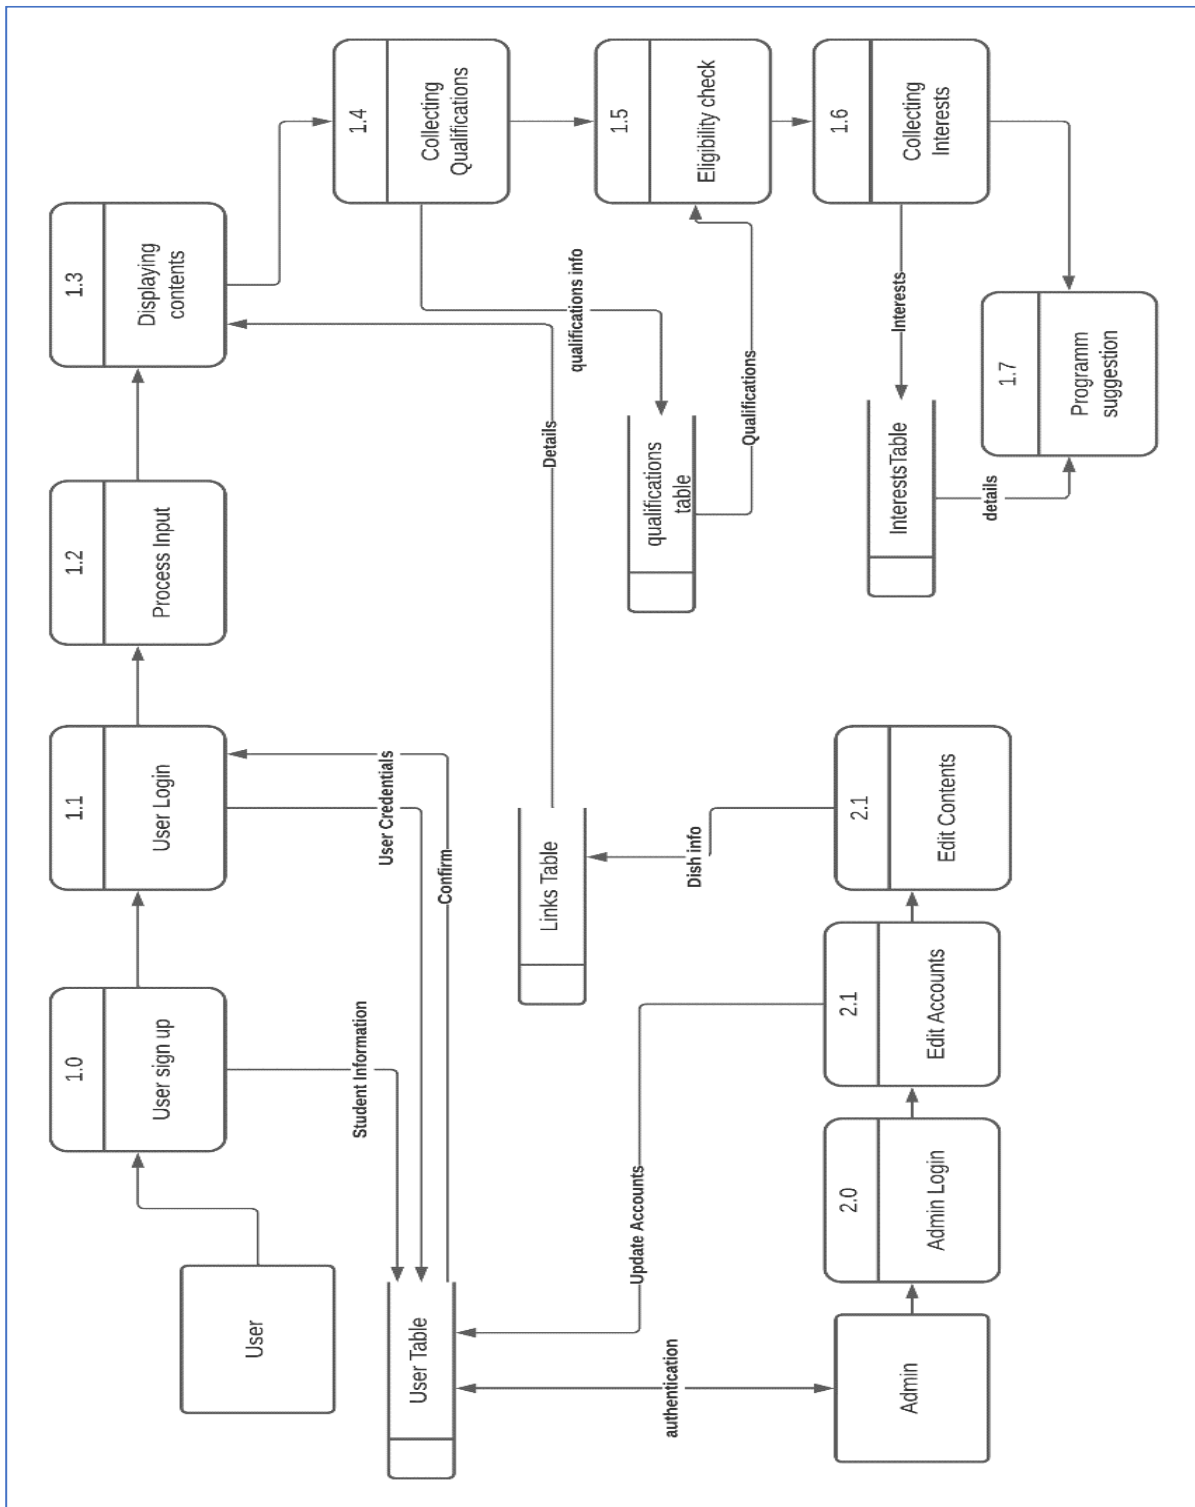 1.0
1.1
1.2
1.3
User sign up
User Login
Process Input
Displaying
contents
User
Student Information
User Credentials
1.4
User Table
Confirm
Collecting
Qualifications
Links Table
Details
qualifications info
1.5
Update Accounts
authentication
qualifications
table
Dish info
Eligibility check
Qualifications
1.6
2.0
2.1
2.1
Admin
Admin Login
Edit Accounts
Edit Contents
InterestsTable
Interests
Collecting
Interests
details
1.7
Programm
suggestion